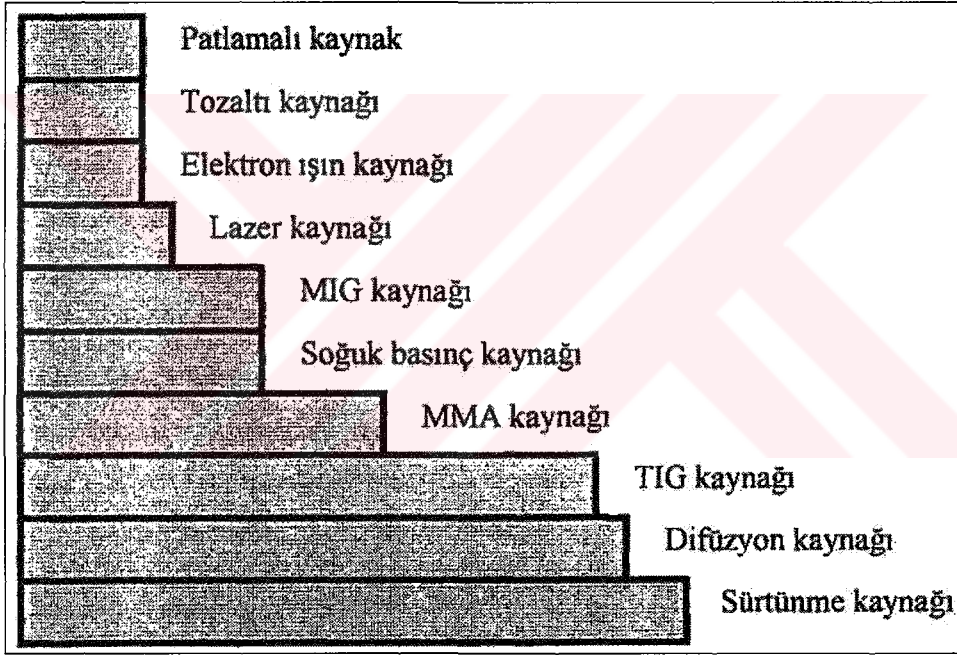 Patlamalı kaynak
Tozaltı kaynağı
Elektron ışın kaynağı
Lazer kaynağı
MIG kaynağı
Soğuk basınç kaynağı
MMA kaynağı
TIG kaynağı
Difüzyon kaynağı
Sürtünme kaynağı